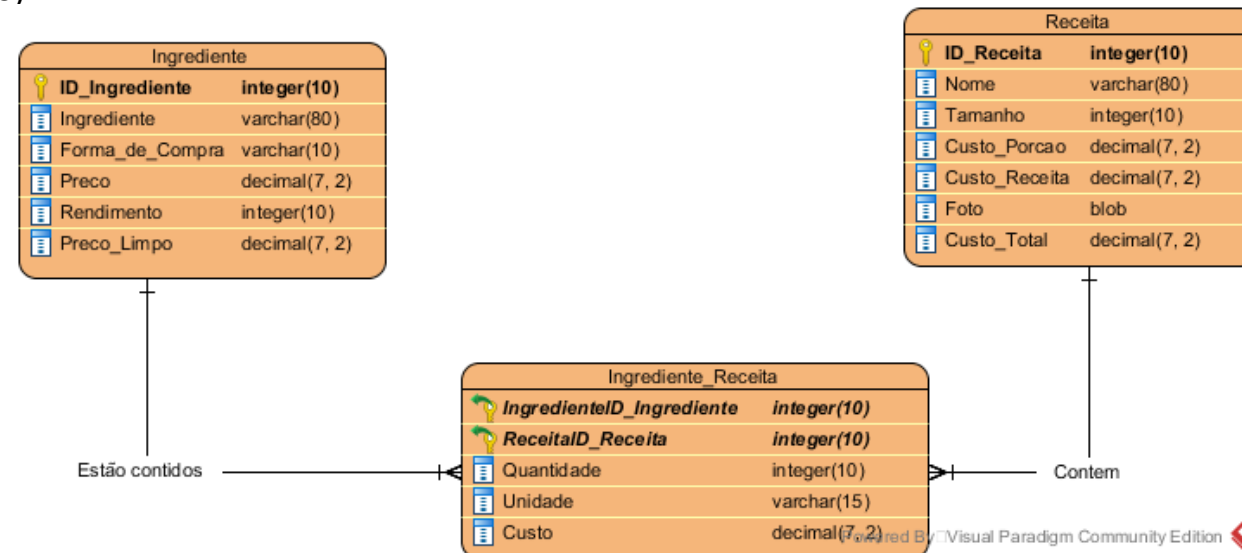 Ingrediente
ID_Ingrediente integer(10)
Ingrediente varchar(80)
Forma_de_Compra varchar(10)
Preco decimal(7, 2)
Rendimento integer(10)
Preco_Limpo decimal(7, 2)
Receita
ID_Receita integer(10)
Nome varchar(80)
Tamanho integer(10)
Custo_Porcao decimal(7, 2)
Custo_Receita decimal(7, 2)
Foto blob
Custo_Total decimal(7, 2)
Ingrediente_Receita
IngredienteID_Ingrediente integer(10)
ReceitaID_Receita integer(10)
Quantidade integer(10)
Unidade varchar(15)
Custo decimal(7, 2)
Estão contidos
Contem
Powered By Visual Paradigm Community Edition